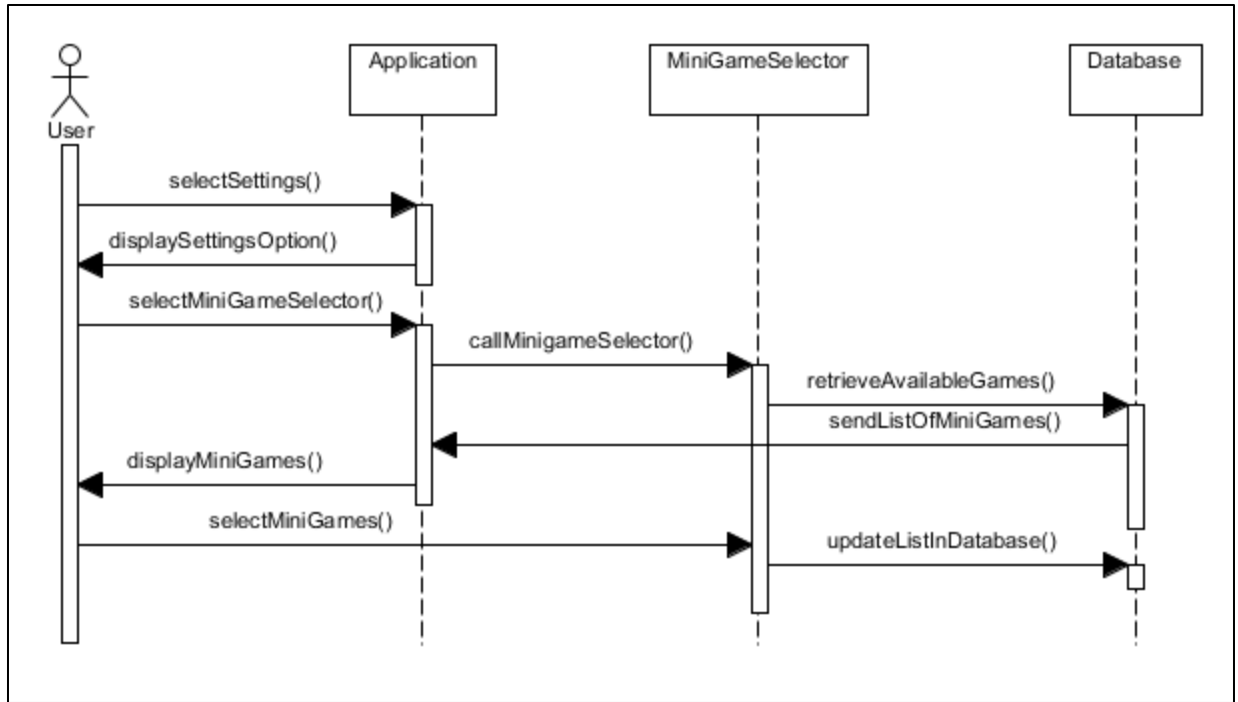 Application
MiniGameSelector
Database
User
selectSettings()
displaySettingsOption()
selectMiniGameSelector()
callMinigameSelector()
retrieveAvailableGames()
sendListOfMiniGames()
displayMiniGames()
selectMiniGames()
updateListInDatabase()